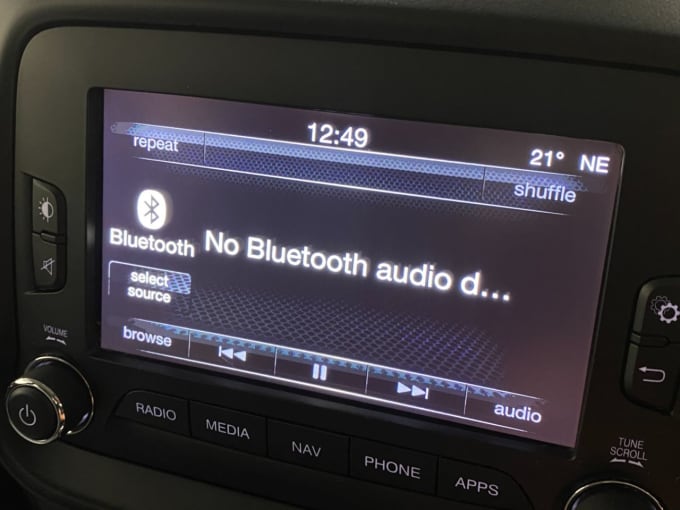 12:49
21° NE
repeat
shuffle
Bluetooth
No Bluetooth audio d...
select
source
browse
audio
VOLUME
RADIO
MEDIA
NAV
PHONE
APPS
TUNE
SCROLL